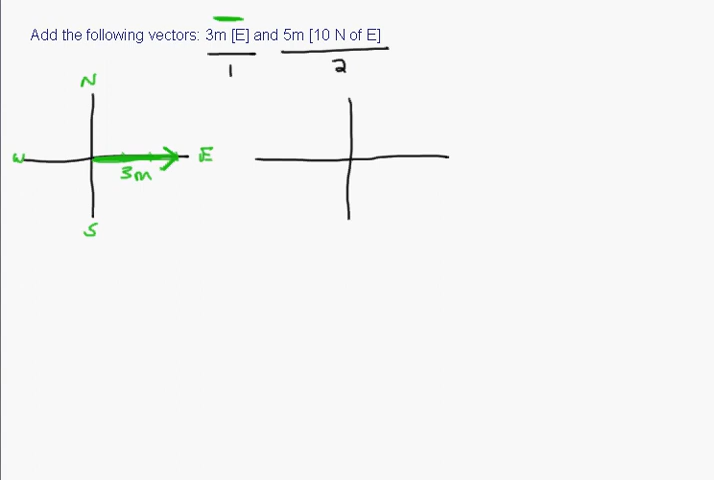 Add the following vectors: 3m [E] and 5m [10 N of E]
1 2
N
W E
3m
S